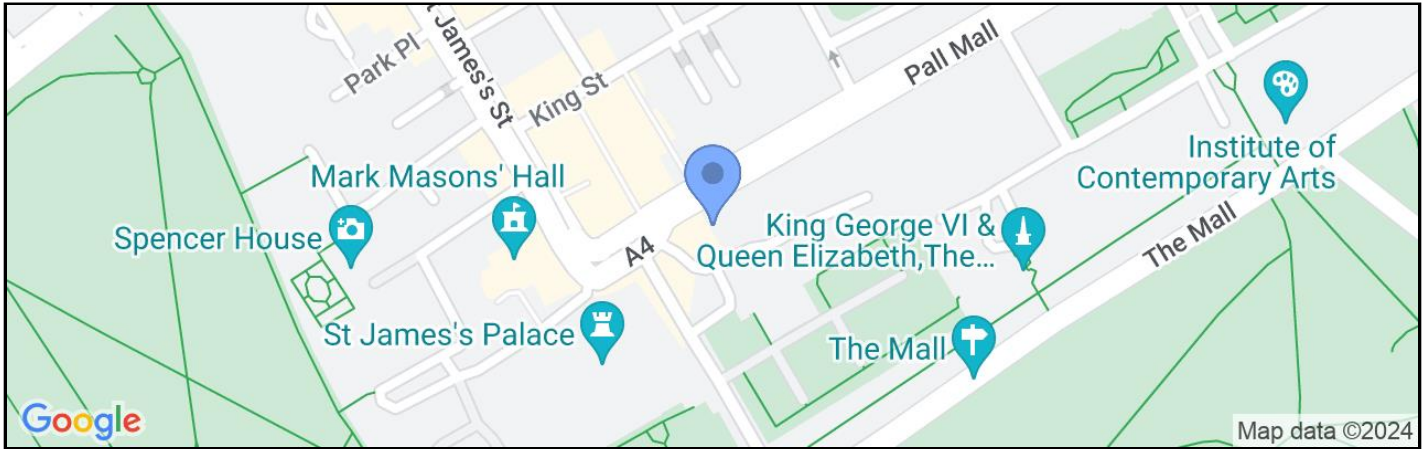 Park Pl
t James's St
King St
Pall Mall
Mark Masons' Hall
Institute of
Contemporary Arts
Spencer House
A4
King George VI &
Queen Elizabeth,The...
The Mall
St James's Palace
The Mall
Google
Map data ©2024